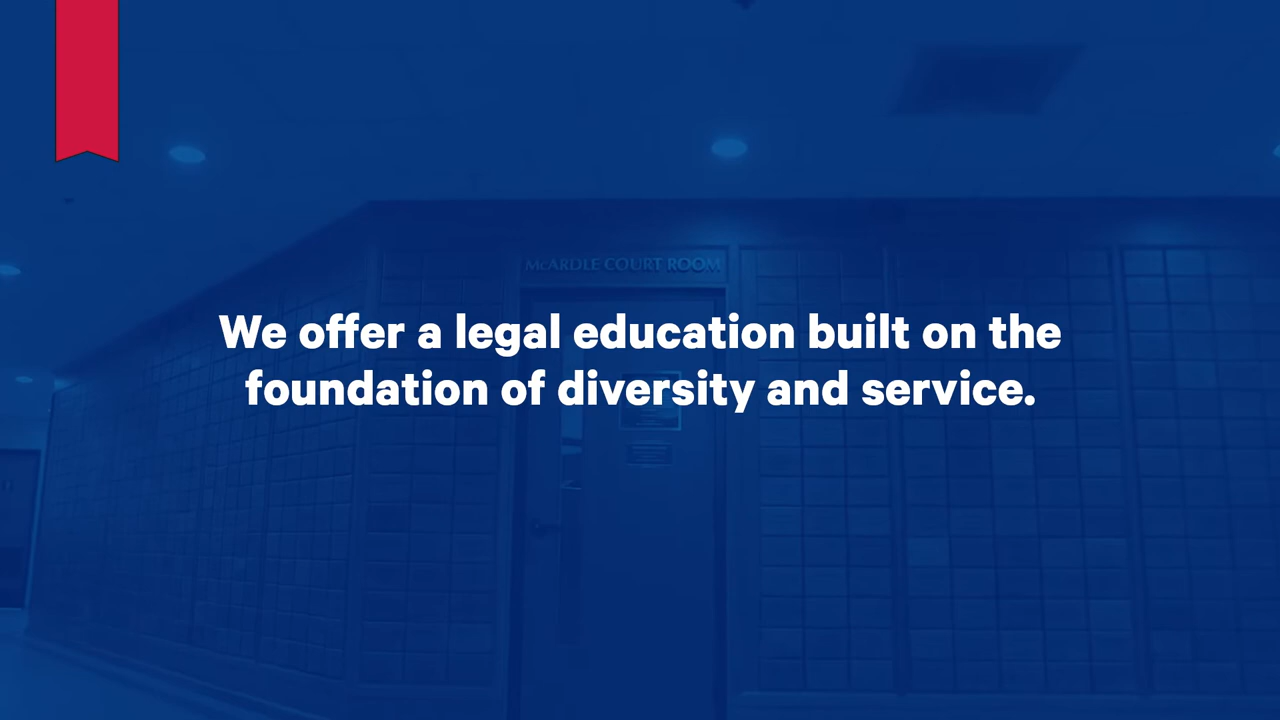 McARDLE COURT ROOM
We offer a legal education built on the
foundation of diversity and service.